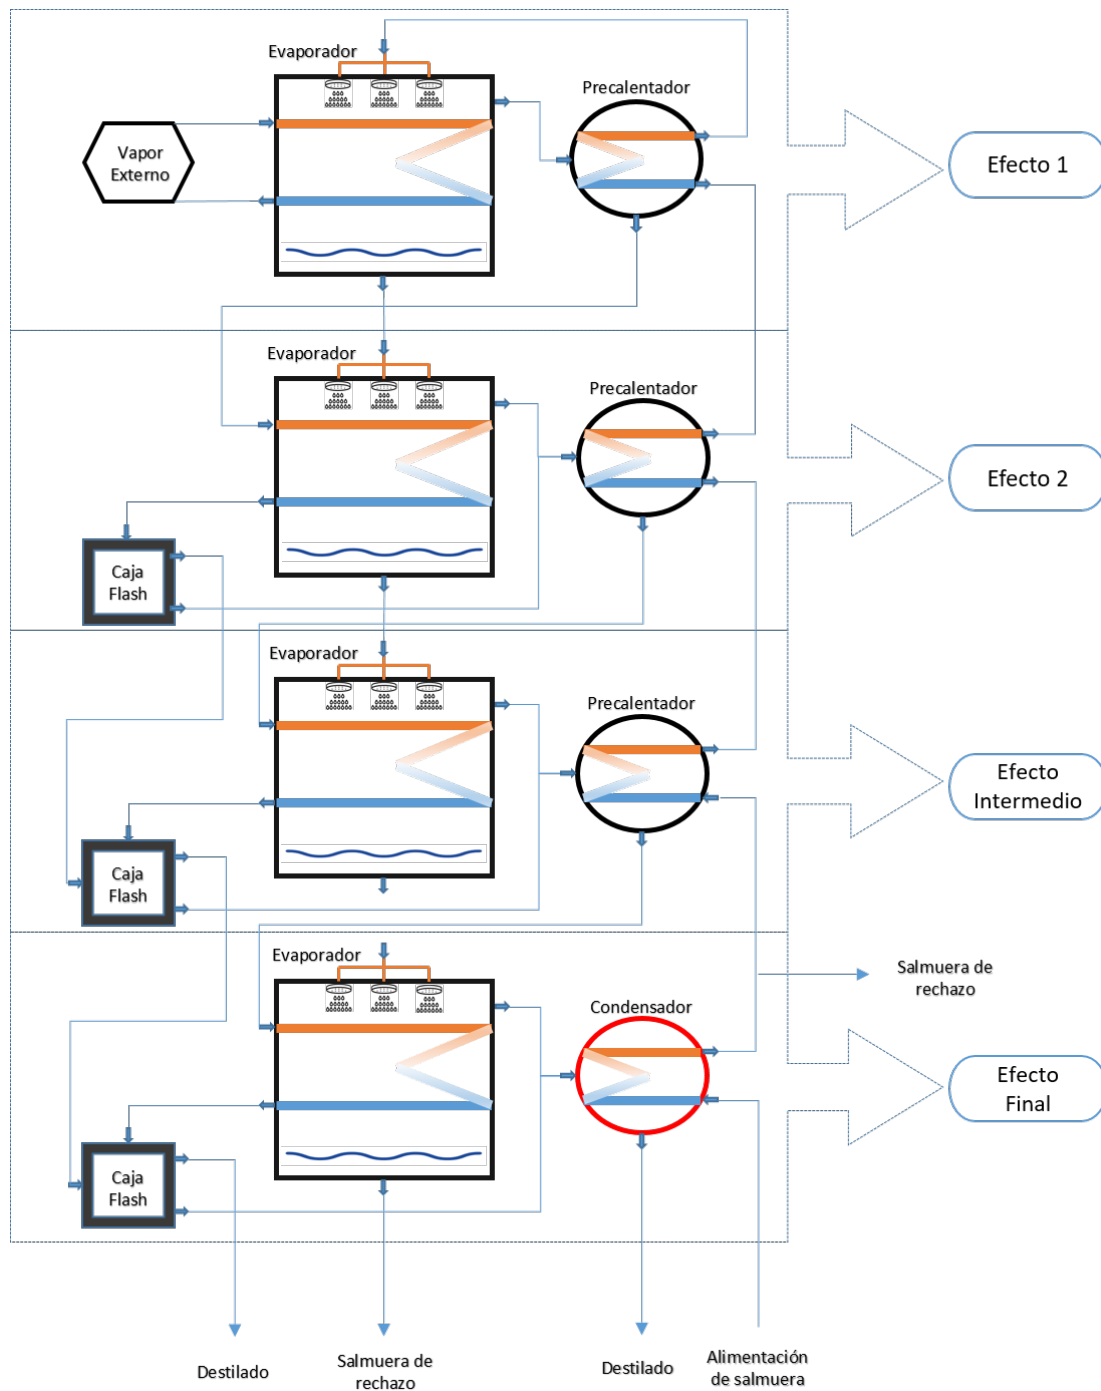 Evaporador
Precalentador
Vapor
Externo
Efecto 1
Evaporador
Precalentador
Efecto 2
Caja
Flash
Evaporador
Precalentador
Efecto
Intermedio
Caja
Flash
Evaporador
Condensador
Salmuera de
rechazo
Efecto
Final
Caja
Flash
Destilado
Salmuera de
rechazo
Destilado
Alimentación
de salmuera